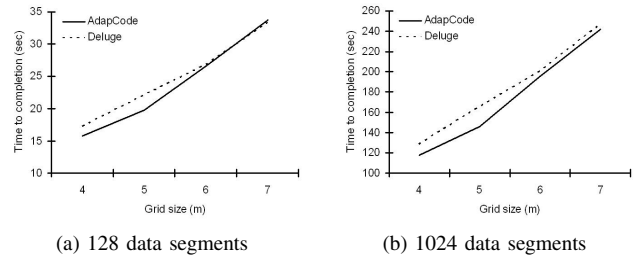 AdapCode
Deluge
Time to completion (sec)
35
30
25
20
15
10
4 5 6 7
Grid size (m)
(a) 128 data segments
AdapCode
Deluge
Time to completion (sec)
260
240
220
200
180
160
140
120
100
4 5 6 7
Grid size (m)
(b) 1024 data segments